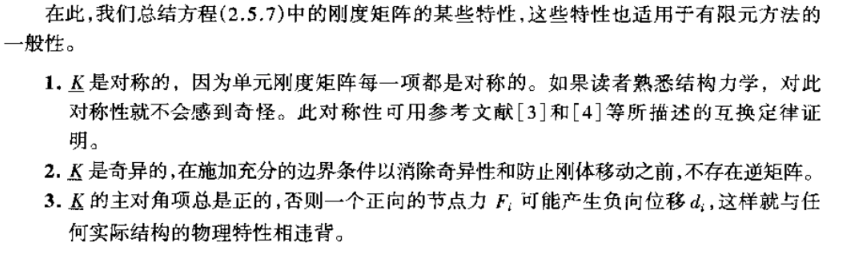 在此,我们总结方程(2.5.7)中的刚度矩阵的某些特性,这些特性也适用于有限元方法的
一般性。
1. K 是对称的，因为单元刚度矩阵每一项都是对称的。如果读者熟悉结构力学，对此
对称性就不会感到奇怪。此对称性可用参考文献[3]和[4]等所描述的互换定律证
明。
2. K 是奇异的,在施加充分的边界条件以消除奇异性和防止刚体移动之前,不存在逆矩阵。
3. K 的主对角项总是正的,否则一个正向的节点力 Fi 可能产生负向位移 di,这样就与任
何实际结构的物理特性相违背。